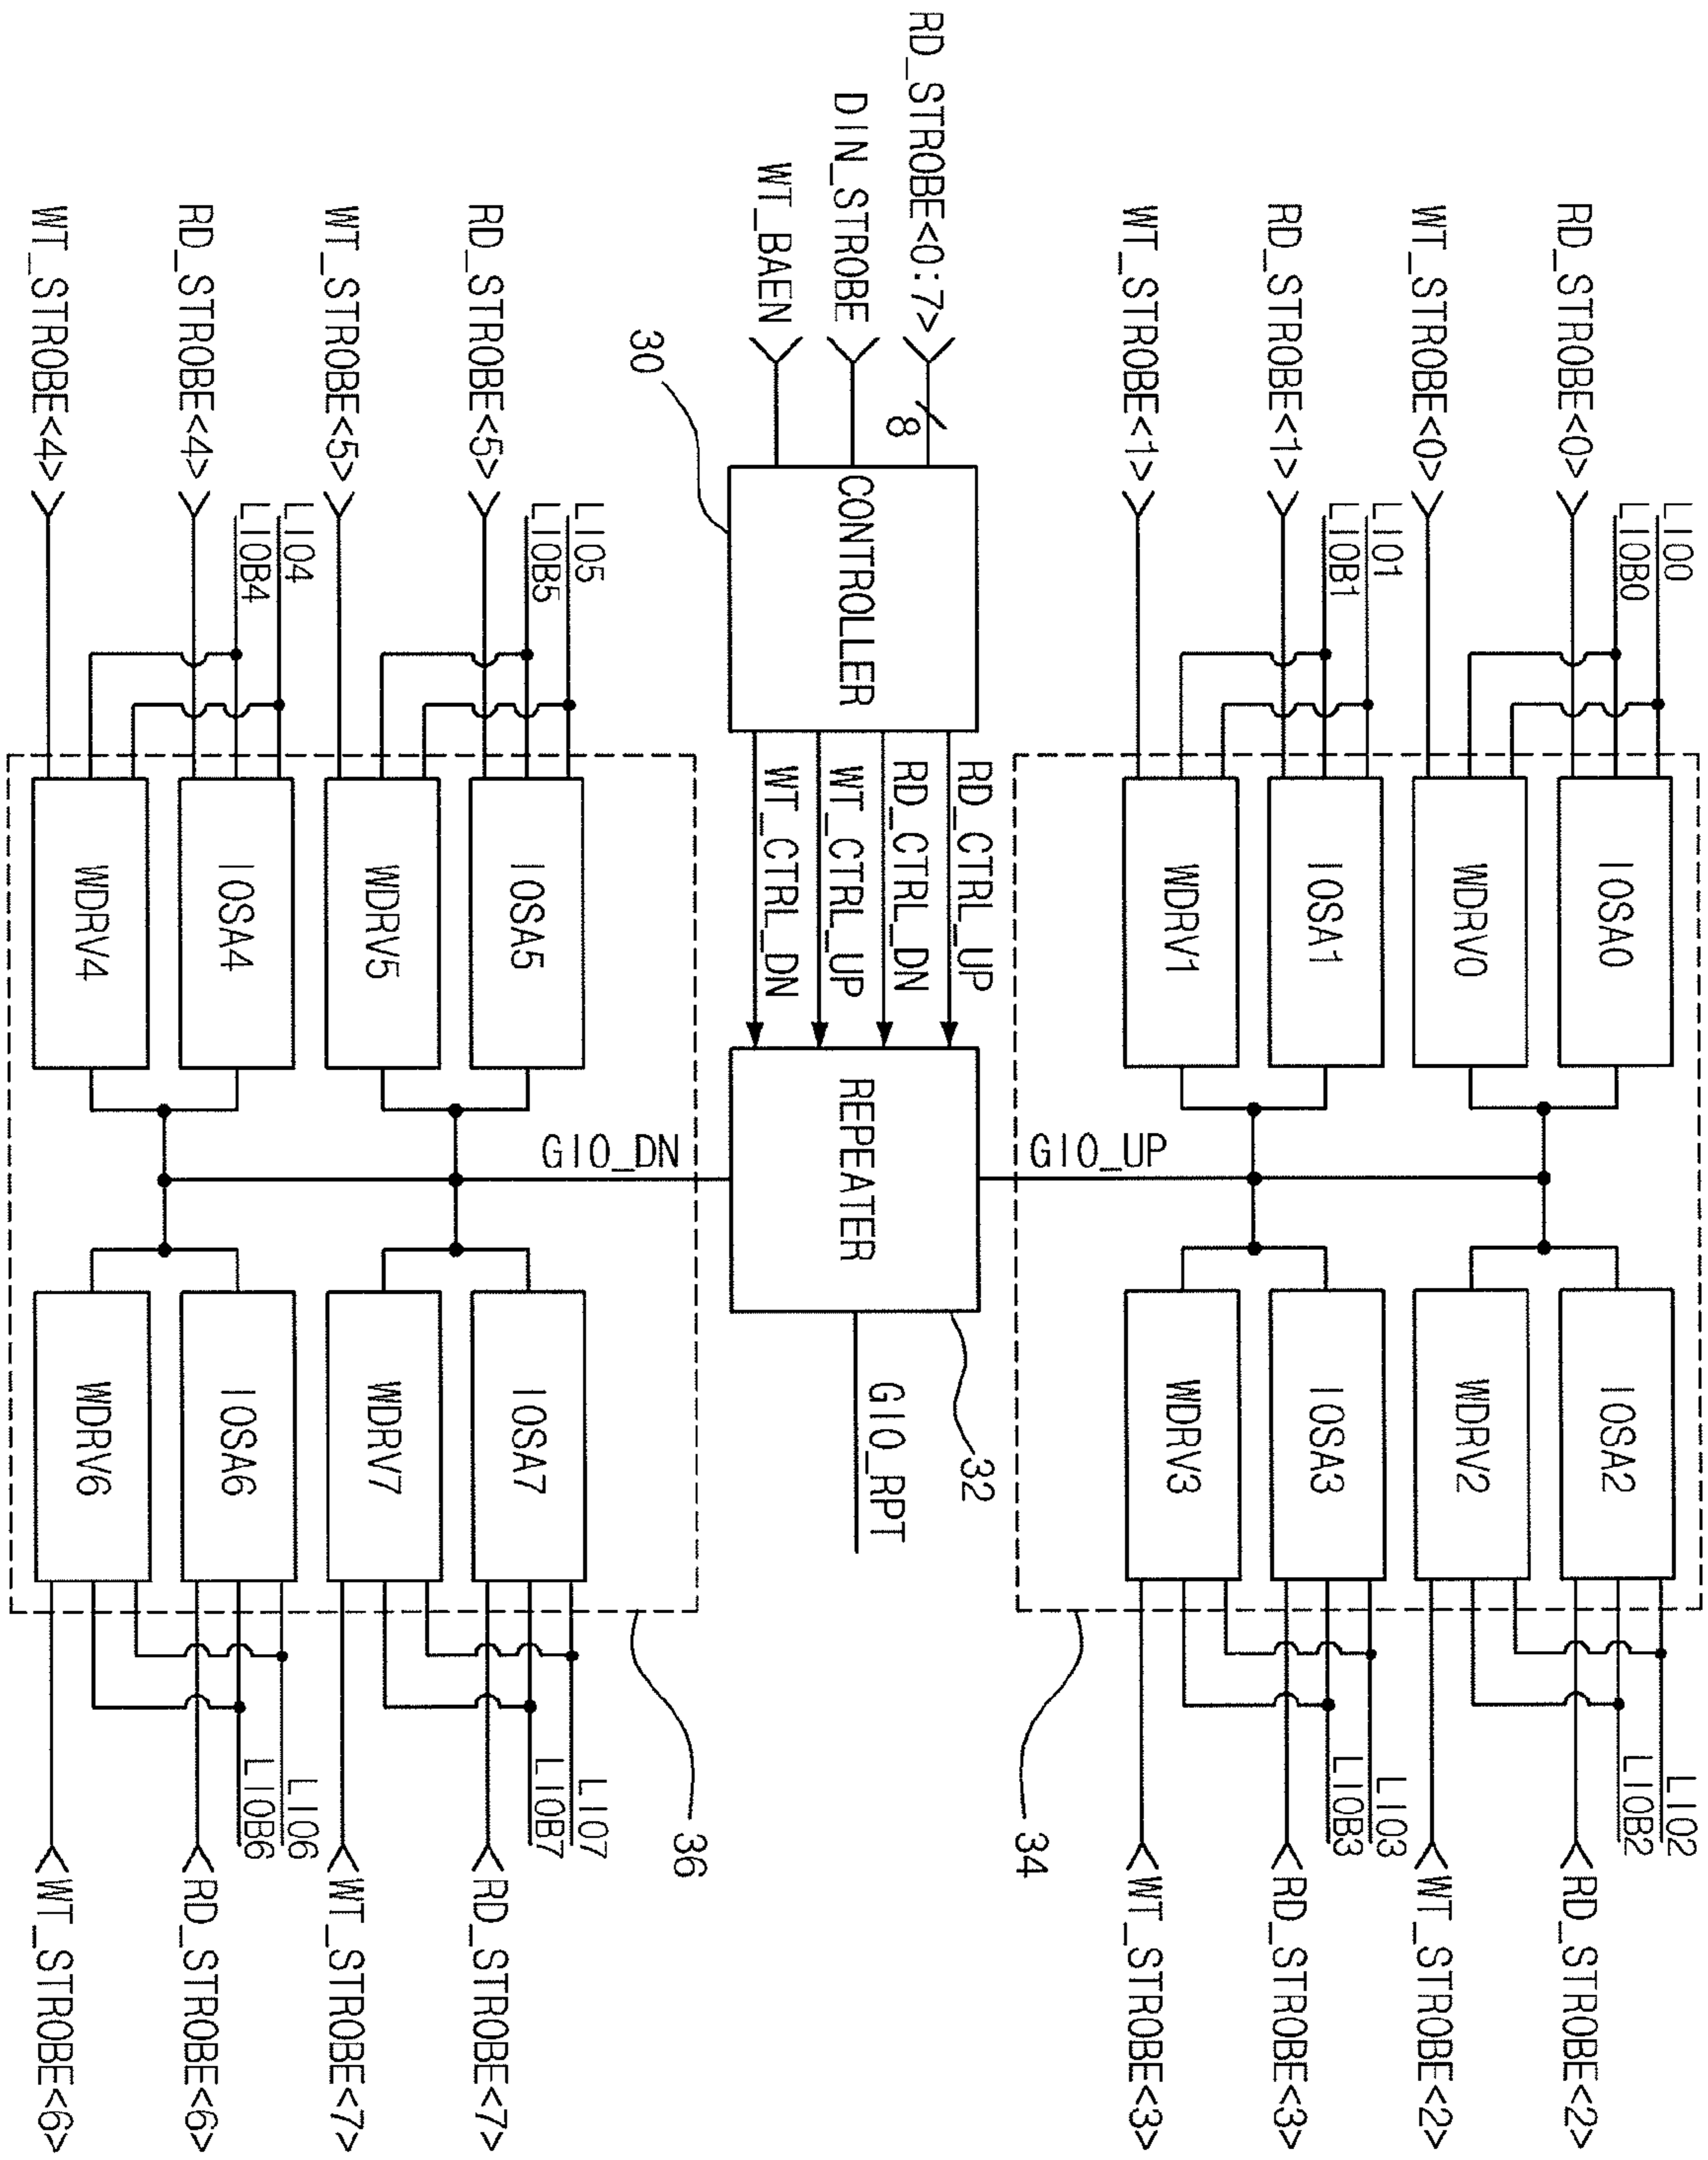 LIO0
LIO2
LIOB0
LIOB2
RD_STROBE<0>
IOSA0
IOSA2
RD_STROBE<2>
WT_STROBE<0>
WDRV0
WDRV2
WT_STROBE<2>
LIO1
LIO3
LIOB1
LIOB3
RD_STROBE<1>
IOSA1
IOSA3
RD_STROBE<3>
WT_STROBE<1>
WDRV1
WDRV3
WT_STROBE<3>
GIO_UP
34
RD_STROBE<0:7>
8
RD_CTRL_UP
32
DIN_STROBE
CONTROLLER
RD_CTRL_DN
REPEATER
GIO_RPT
WT_CTRL_UP
WT_BAEN
WT_CTRL_DN
30
GIO_DN
36
LIO5
LIO7
LIOB5
LIOB7
RD_STROBE<5>
IOSA5
IOSA7
RD_STROBE<7>
WT_STROBE<5>
WDRV5
WDRV7
WT_STROBE<7>
LIO4
LIO6
LIOB4
LIOB6
RD_STROBE<4>
IOSA4
IOSA6
RD_STROBE<6>
WT_STROBE<4>
WDRV4
WDRV6
WT_STROBE<6>